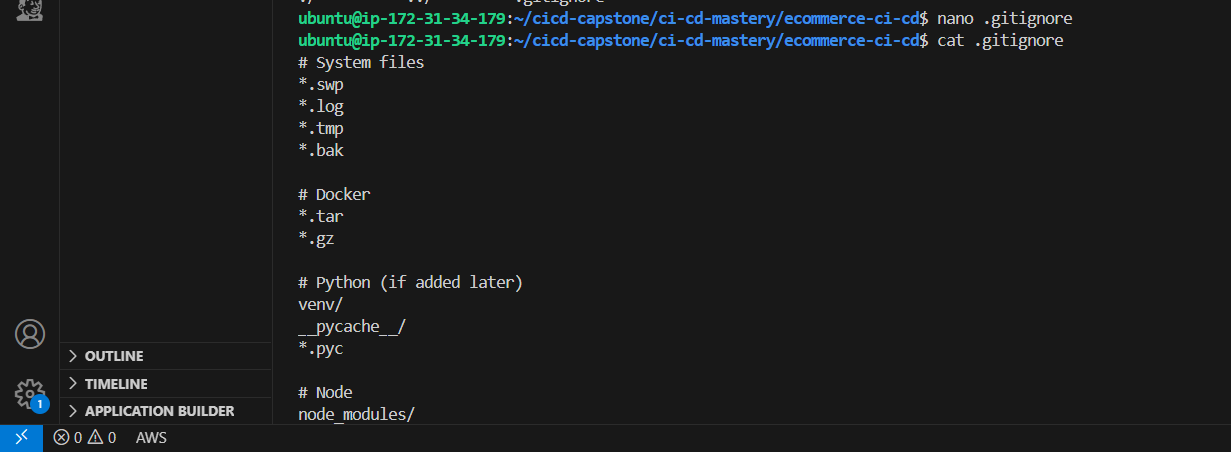 ubuntu@ip-172-31-34-179:~/cicd-capstone/ci-cd-mastery/ecommerce-ci-cd$ nano .gitignore
ubuntu@ip-172-31-34-179:~/cicd-capstone/ci-cd-mastery/ecommerce-ci-cd$ cat .gitignore
# System files
*.swp
*.log
*.tmp
*.bak
# Docker
*.tar
*.gz
# Python (if added later)
venv/
__pycache__/
*.pyc
# Node
node_modules/
OUTLINE
TIMELINE
APPLICATION BUILDER
1
0 0 AWS